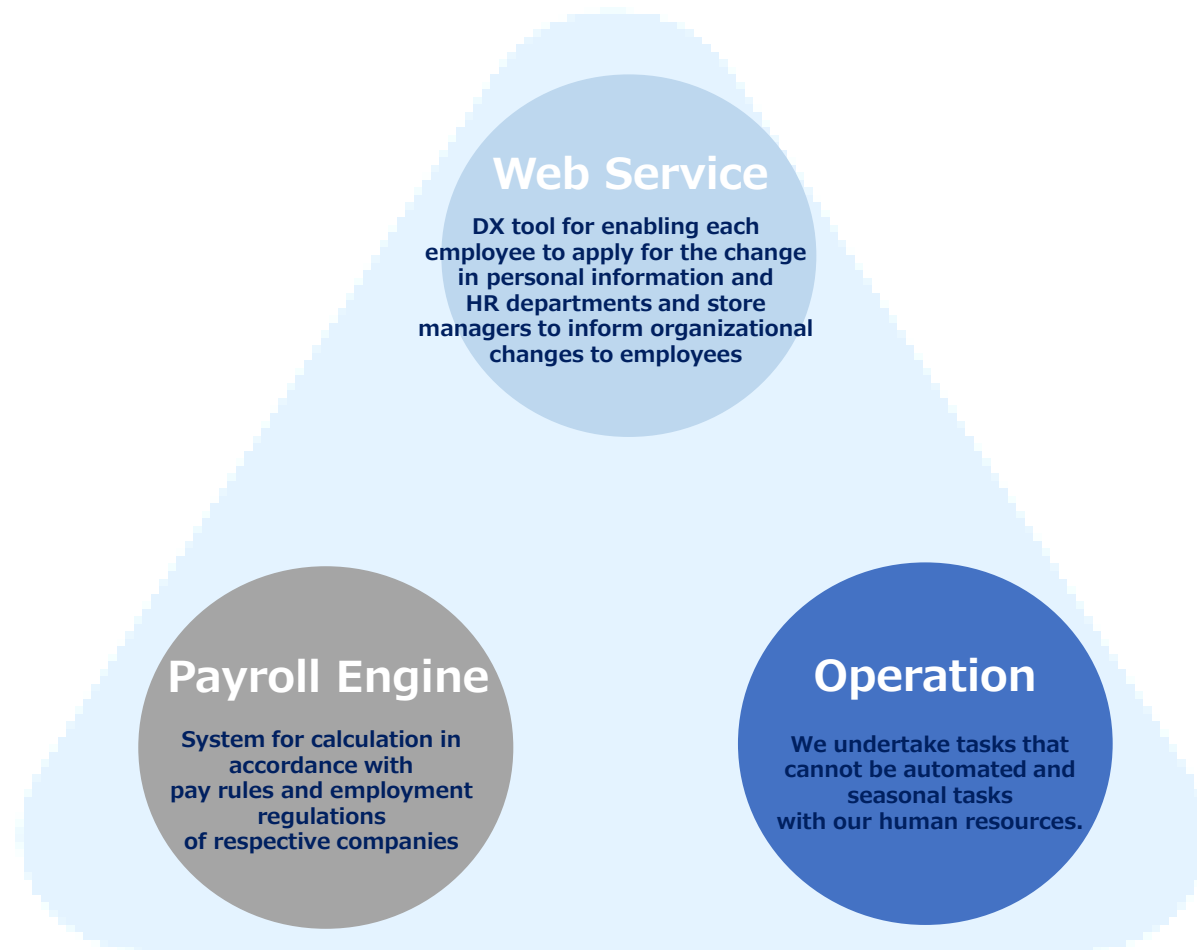 Web Service
DX tool for enabling each
employee to apply for the change
in personal information and
HR departments and store
managers to inform organizational
changes to employees
Payroll Engine
System for calculation in
accordance with
pay rules and employment
regulations
of respective companies
Operation
We undertake tasks that
cannot be automated and
seasonal tasks
with our human resources.